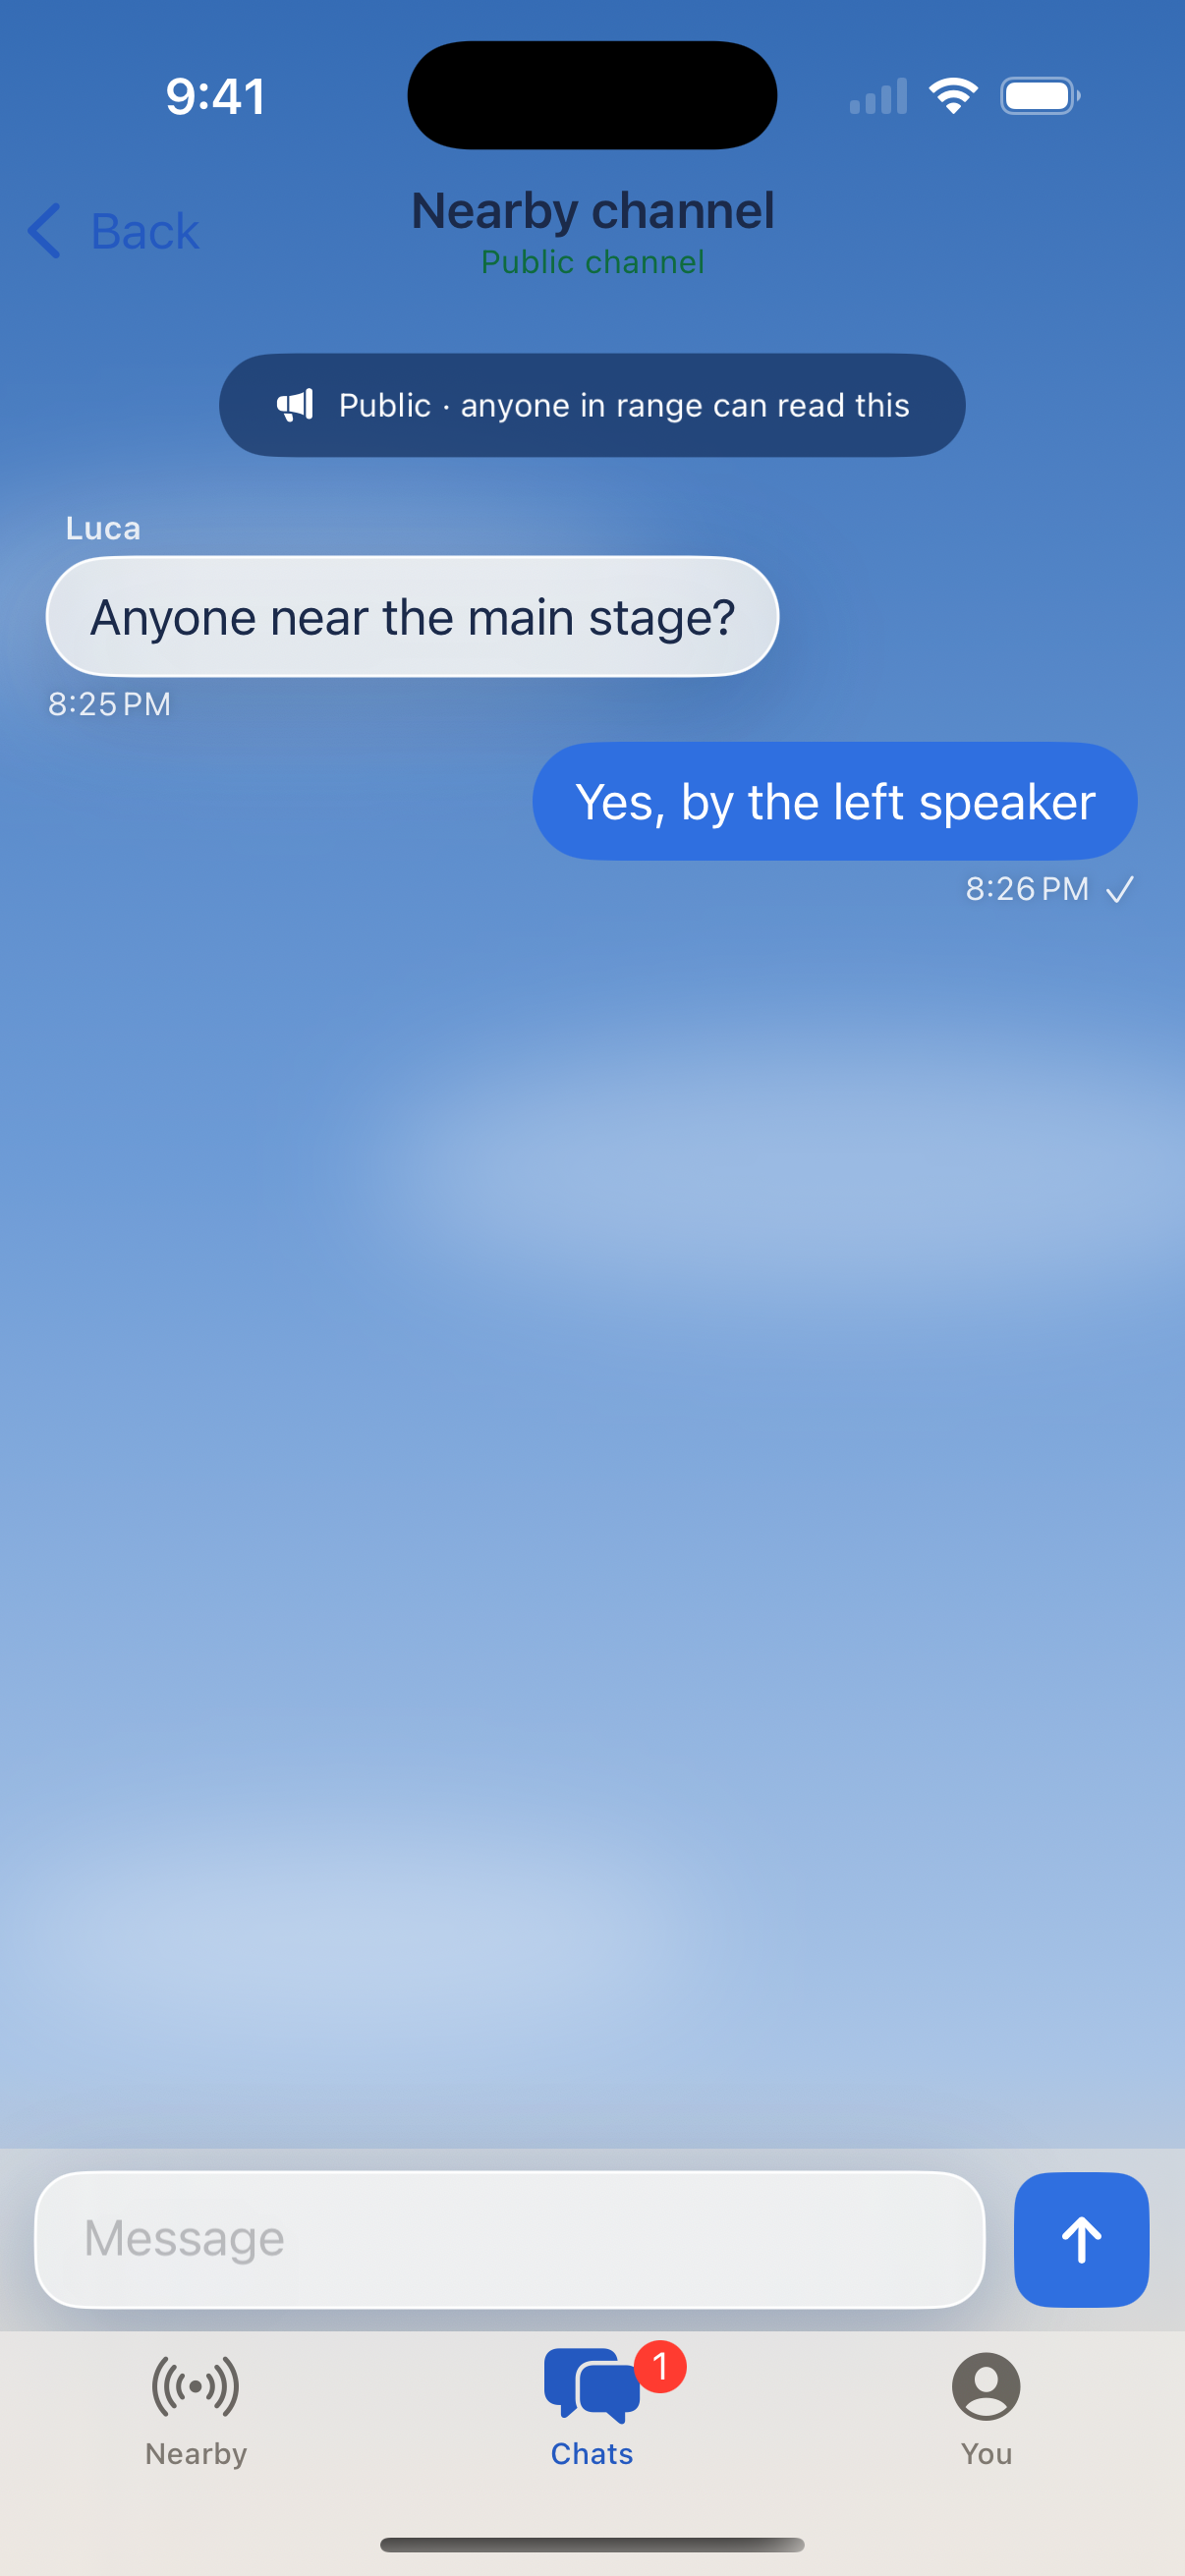 9:41
Back
Nearby channel
Public channel
Public · anyone in range can read this
Luca
Anyone near the main stage?
8:25 PM
Yes, by the left speaker
8:26 PM
Message
1
Nearby
Chats
You